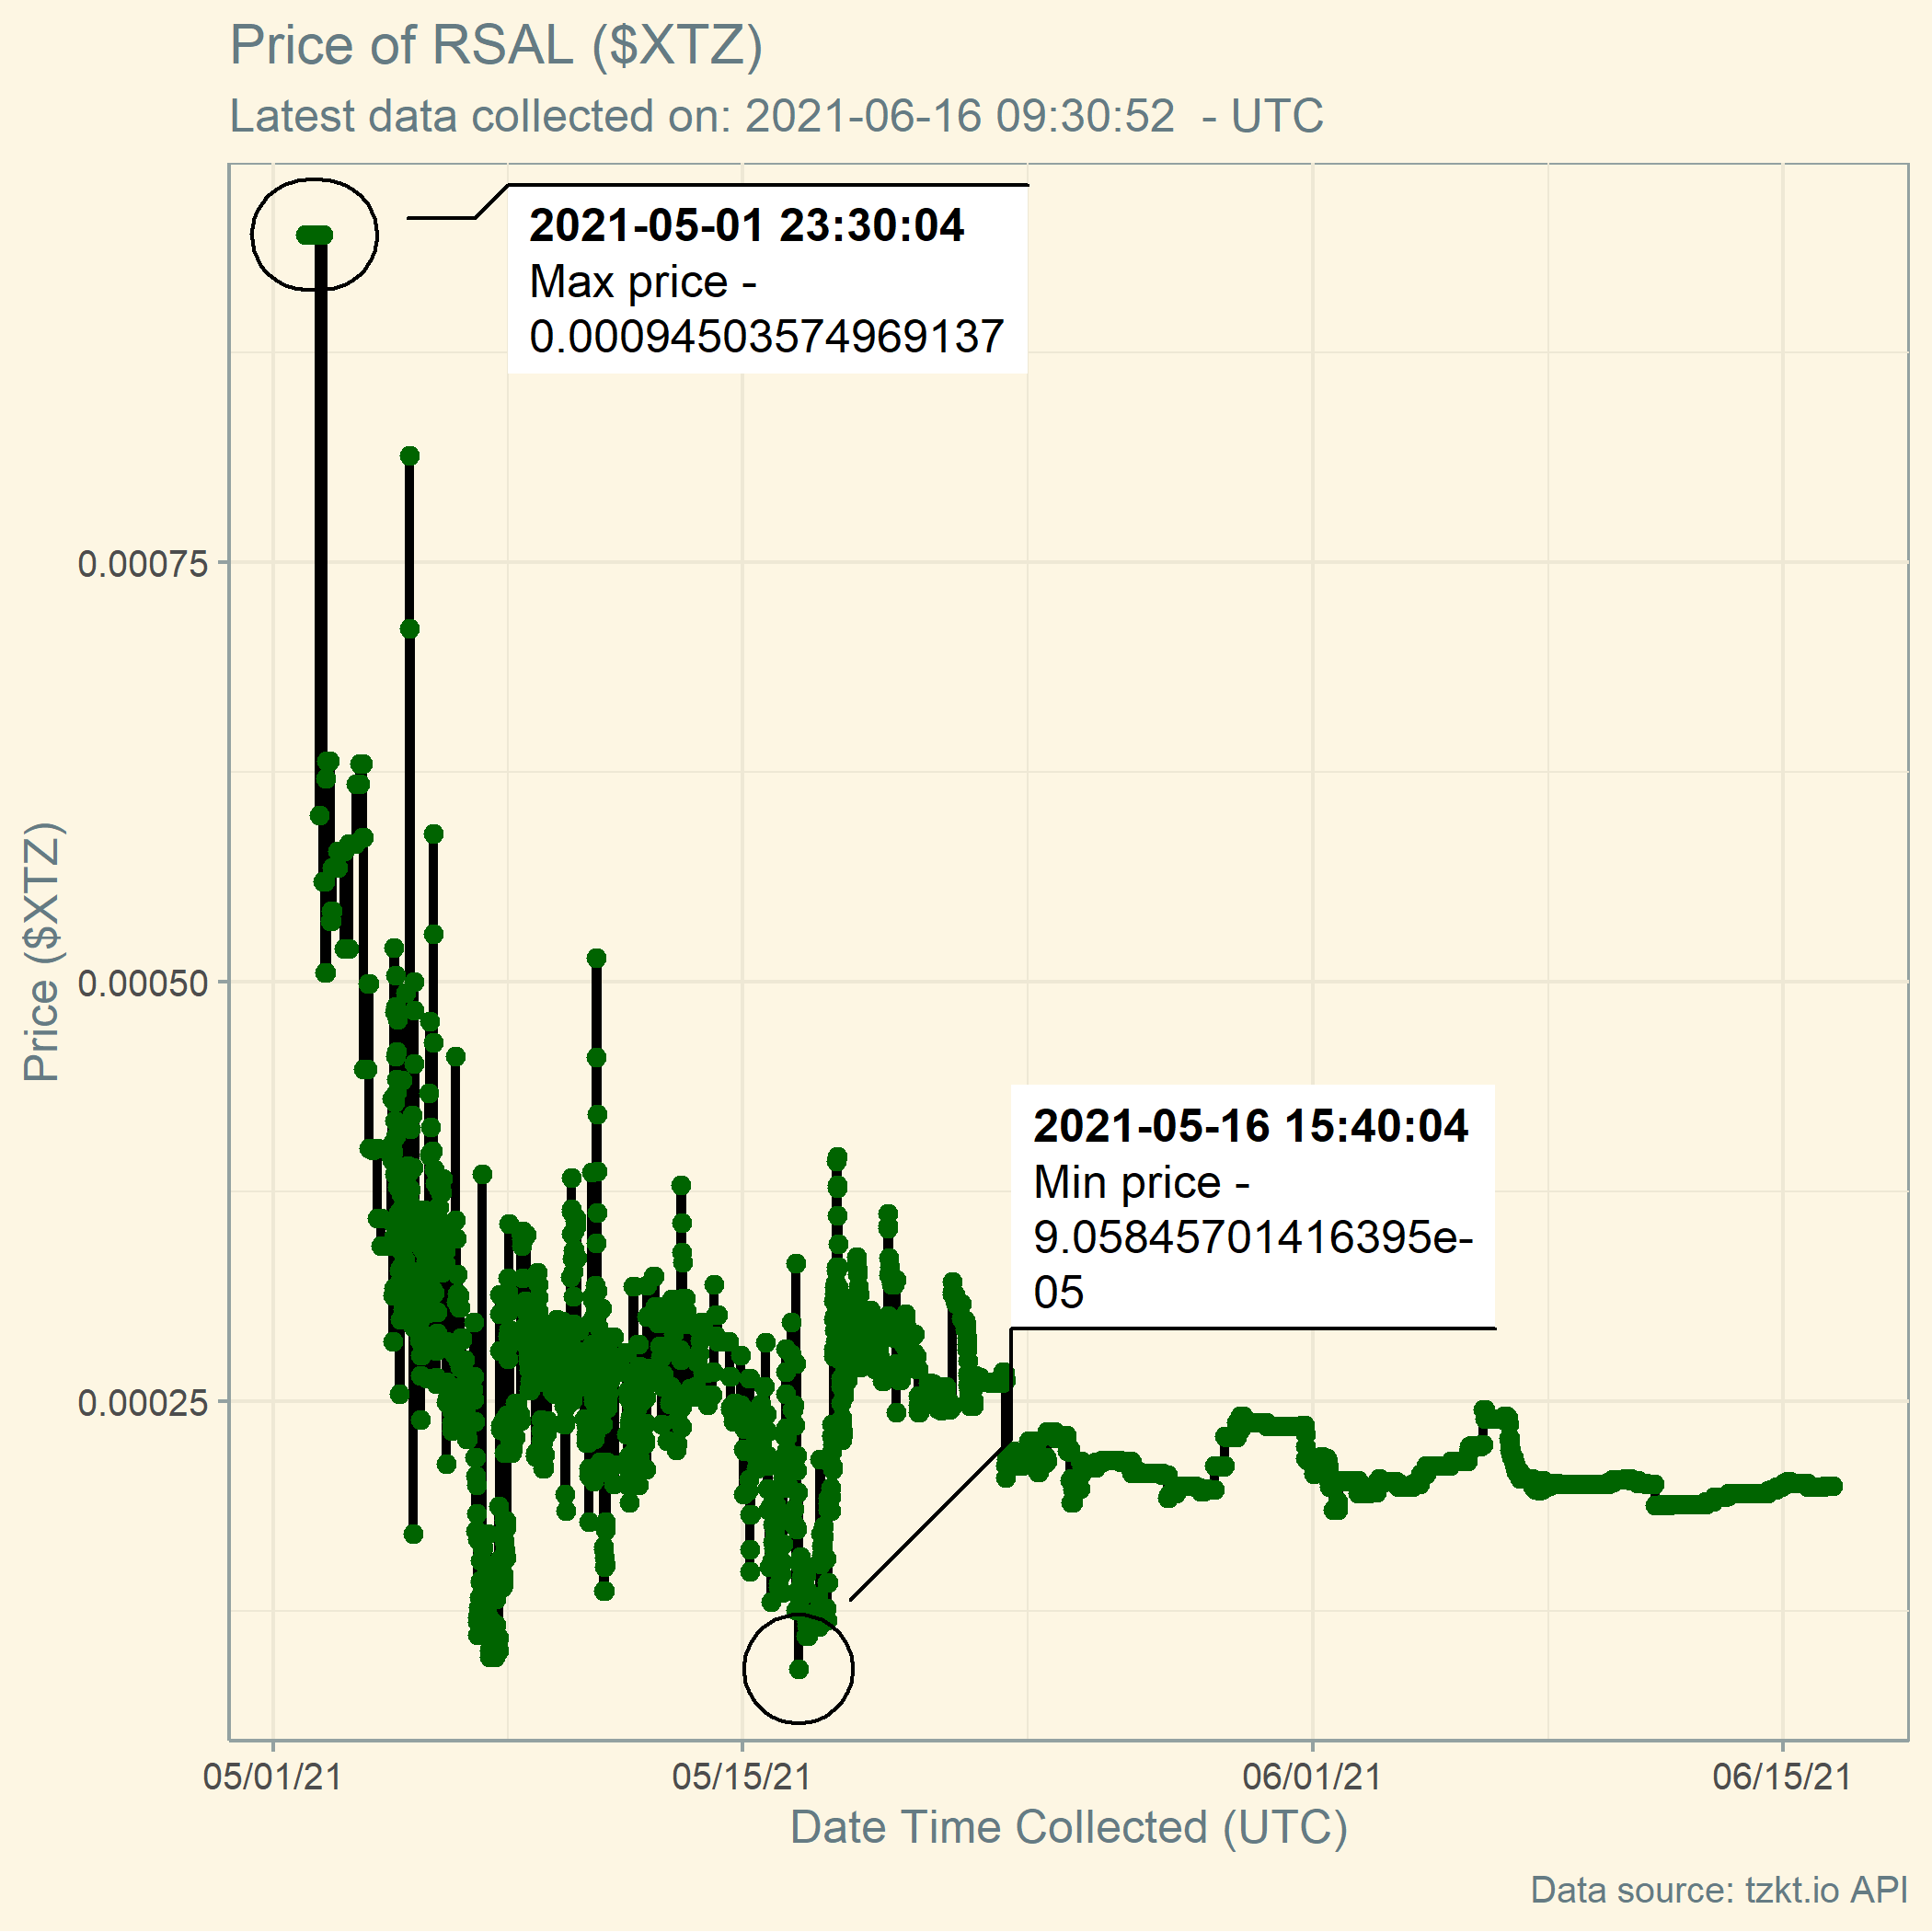 Price of RSAL ($XTZ)
Latest data collected on: 2021-06-16 09:30:52  - UTC
2021-05-01 23:30:04
Max price -
0.000945035749​69137
0.00075
Price ($XTZ)
0.00050
2021-05-16 15:40:04
Min price -
9.05845701416395e-
05
0.00025
05/01/21
05/15/21
06/01/21
06/15/21
Date Time Collected (UTC)
Data source: tzkt.io API